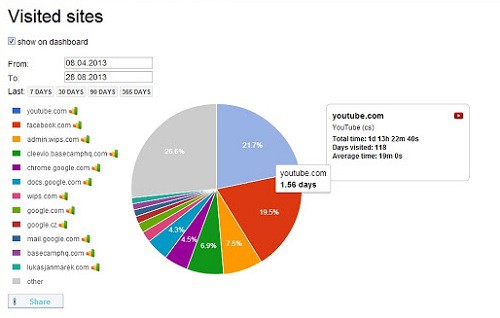 Visited sites
show on dashboard
From: 08.04.2013
To: 26.08.2013
Last: 7 DAYS 30 DAYS 90 DAYS 365 DAYS
youtube.com
facebook.com
admin.wips.com
cleevio.basecamphq.com
chrome.google.com
docs.google.com
wips.com
google.com
google.cz
mail.google.com
basecamphq.com
lukasjanmarek.com
other
Share
21.7%
19.5%
7.5%
6.9%
4.5%
4.3%
26.6%
youtube.com
1.56 days
youtube.com
YouTube (cs)
Total time: 1d 13h 22m 48s
Days visited: 118
Average time: 19m 0s